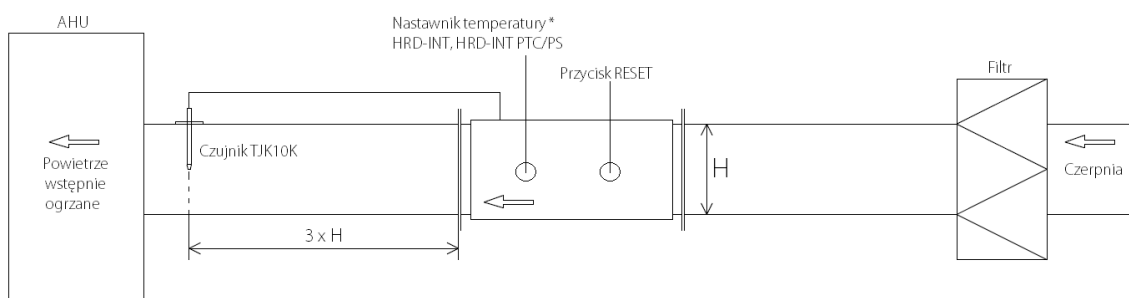 AHU
Nastawnik temperatury *
HRD-INT, HRD-INT PTC/PS
Przycisk RESET
Filtr
Czujnik TJK10K
Powietrze
wstępnie
ogrzane
H
Czerpnia
3 x H